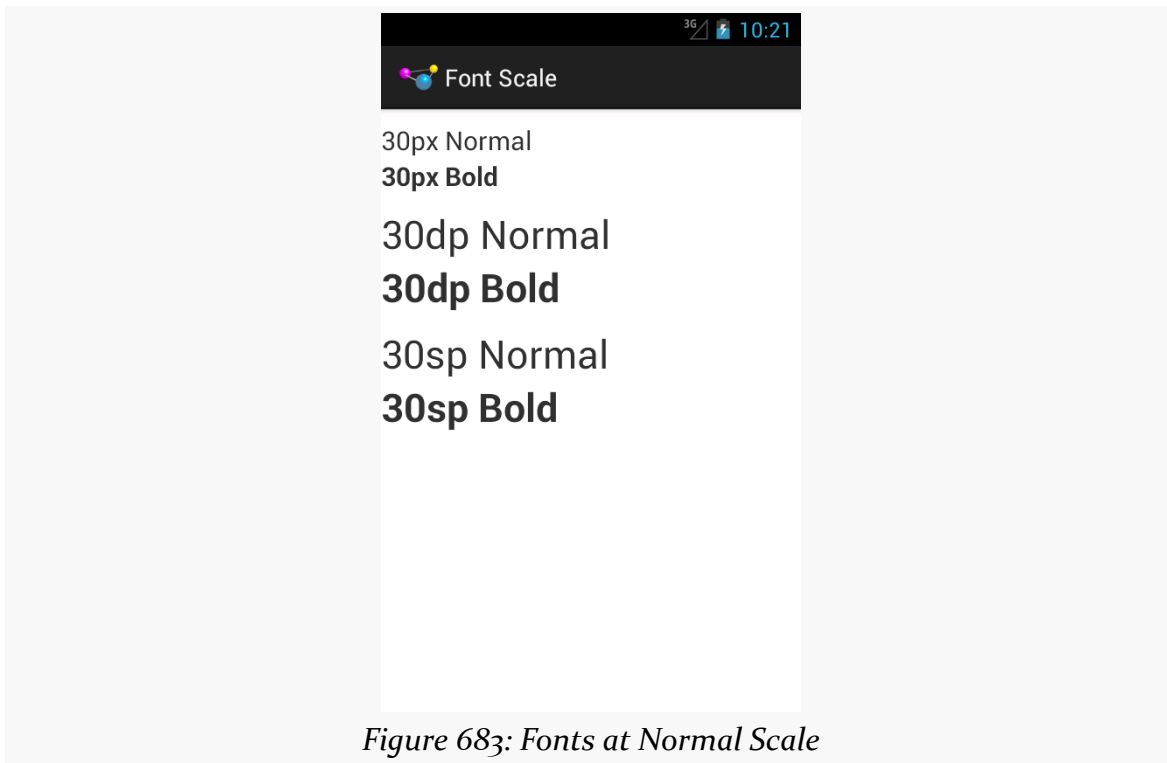 3G 10:21
Font Scale
30px Normal
30px Bold
30dp Normal
30dp Bold
30sp Normal
30sp Bold
Figure 683: Fonts at Normal Scale